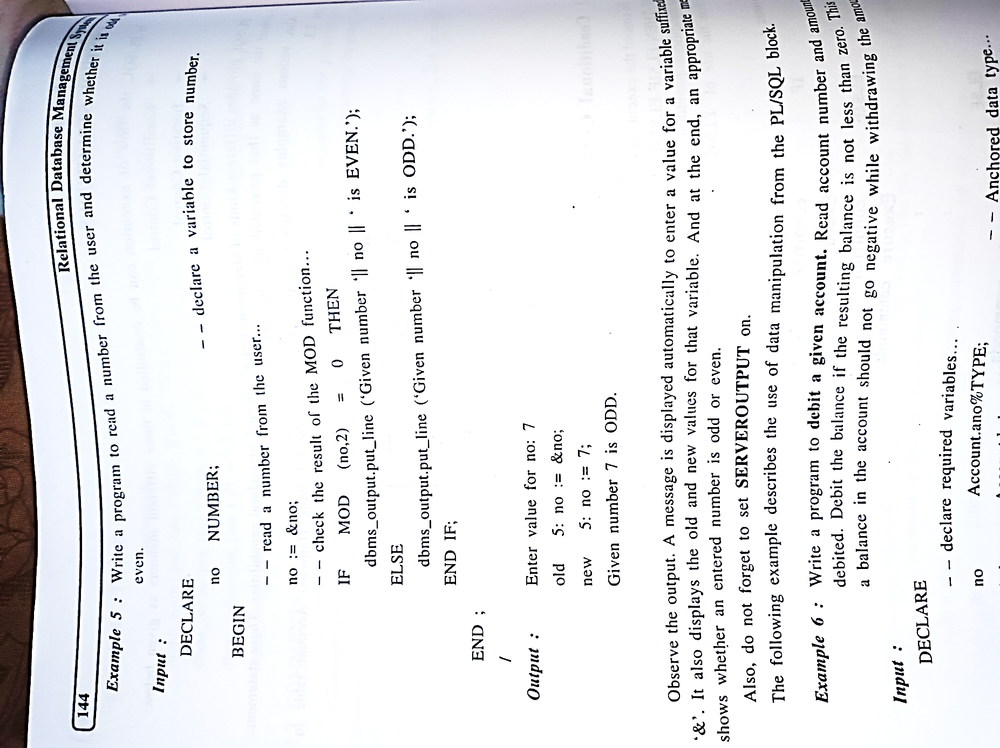 144
Relational Database Management System
Example 5 : Write a program to read a number from the user and determine whether it is odd
even.
Input :
DECLARE
– – declare a variable to store number.
no NUMBER;
BEGIN
– – read a number from the user...
no := &no;
– – check the result of the MOD function...
IF MOD (no,2) = 0 THEN
dbms_output.put_line (‘Given number ‘|| no || ‘ is EVEN.’);
ELSE
dbms_output.put_line (‘Given number ‘|| no || ‘ is ODD.’);
END IF;
END ;
/
Output :
Enter value for no: 7
old 5: no := &no;
new 5: no := 7;
Given number 7 is ODD.
Observe the output. A message is displayed automatically to enter a value for a variable suffixed
‘&’. It also displays the old and new values for that variable. And at the end, an appropriate
shows whether an entered number is odd or even.
Also, do not forget to set SERVEROUTPUT on.
The following example describes the use of data manipulation from the PL/SQL block.
Example 6 : Write a program to debit a given account. Read account number and amount
debited. Debit the balance if the resulting balance is not less than zero. This
a balance in the account should not go negative while withdrawing the
Input :
DECLARE
– – declare required variables...
no Account.ano%TYPE; – – Anchored data type...